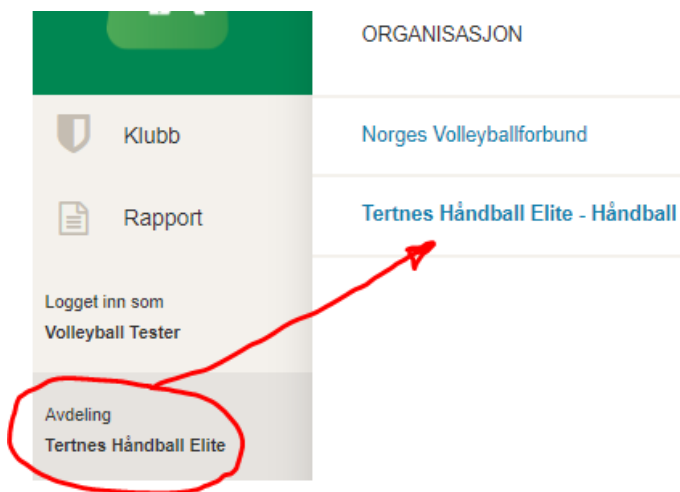 Klubb
Rapport
Logget inn som
Volleyball Tester
Avdeling
Tertnes Håndball Elite
ORGANISASJON
Norges Volleyballforbund
Tertnes Håndball Elite - Håndball